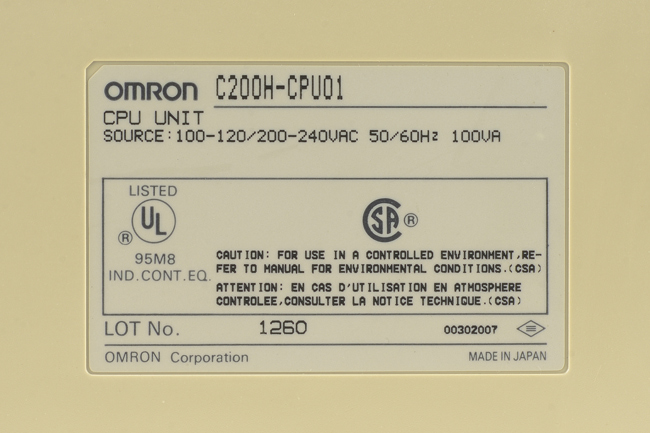 OMRON C200H-CPU01
CPU UNIT
SOURCE:100-120/200-240VAC 50/60Hz 100VA
LISTED
UL ®
95M8
IND.CONT.EQ.
CSA ®
CAUTION: FOR USE IN A CONTROLLED ENVIRONMENT,RE-
FER TO MANUAL FOR ENVIRONMENTAL CONDITIONS.(CSA)
ATTENTION: EN CAS D'UTILISATION EN ATMOSPHERE
CONTROLEE,CONSULTER LA NOTICE TECHNIQUE.(CSA)
LOT No. 1260 00302007
OMRON Corporation MADE IN JAPAN